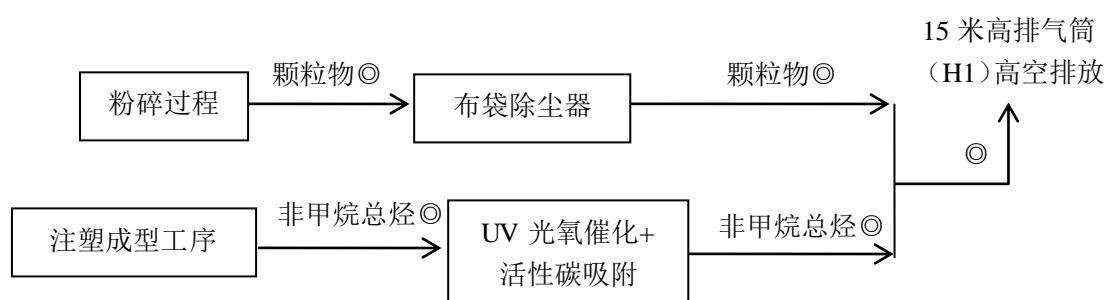 15 米高排气筒
（H1）高空排放
颗粒物◎
颗粒物◎
粉碎过程
布袋除尘器
◎
非甲烷总烃◎
非甲烷总烃◎
注塑成型工序
UV 光氧催化+
活性碳吸附